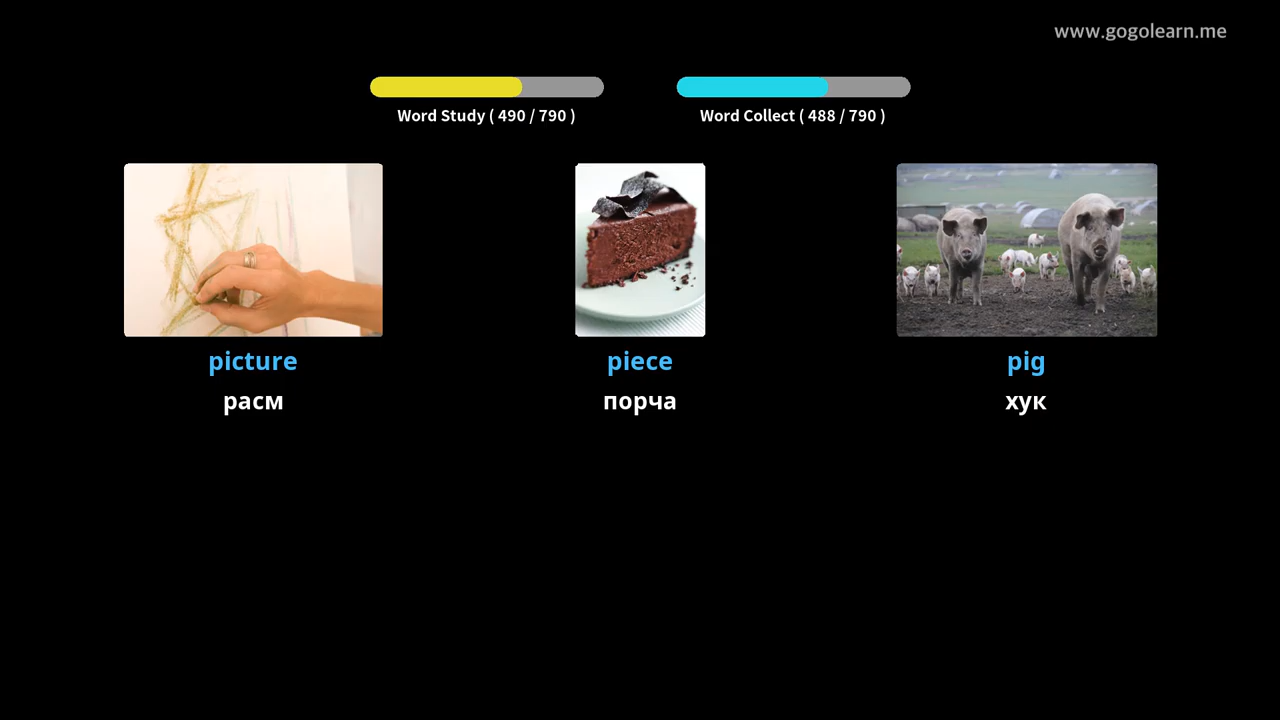 www.gogolearn.me
Word Study ( 490 / 790 )
Word Collect ( 488 / 790 )
picture
piece
pig
расм
порча
хук